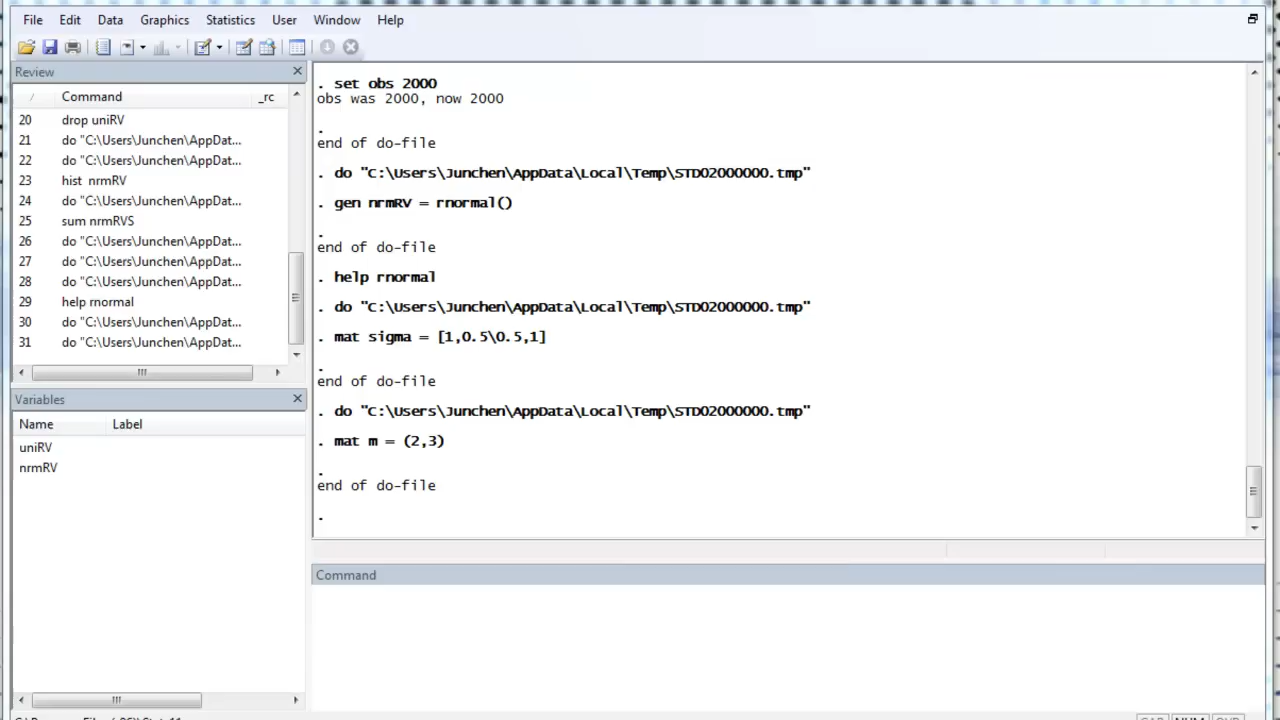 File Edit Data Graphics Statistics User Window Help
Review
/ Command _rc
20 drop uniRV
21 do "C:\Users\Junchen\AppDat...
22 do "C:\Users\Junchen\AppDat...
23 hist nrmRV
24 do "C:\Users\Junchen\AppDat...
25 sum nrmRVS
26 do "C:\Users\Junchen\AppDat...
27 do "C:\Users\Junchen\AppDat...
28 do "C:\Users\Junchen\AppDat...
29 help rnormal
30 do "C:\Users\Junchen\AppDat...
31 do "C:\Users\Junchen\AppDat...
Variables
Name Label
uniRV
nrmRV
. set obs 2000
obs was 2000, now 2000
.
end of do-file
. do "C:\Users\Junchen\AppData\Local\Temp\STD02000000.tmp"
. gen nrmRV = rnormal()
.
end of do-file
. help rnormal
. do "C:\Users\Junchen\AppData\Local\Temp\STD02000000.tmp"
. mat sigma = [1,0.5\0.5,1]
.
end of do-file
. do "C:\Users\Junchen\AppData\Local\Temp\STD02000000.tmp"
. mat m = (2,3)
.
end of do-file
.
Command